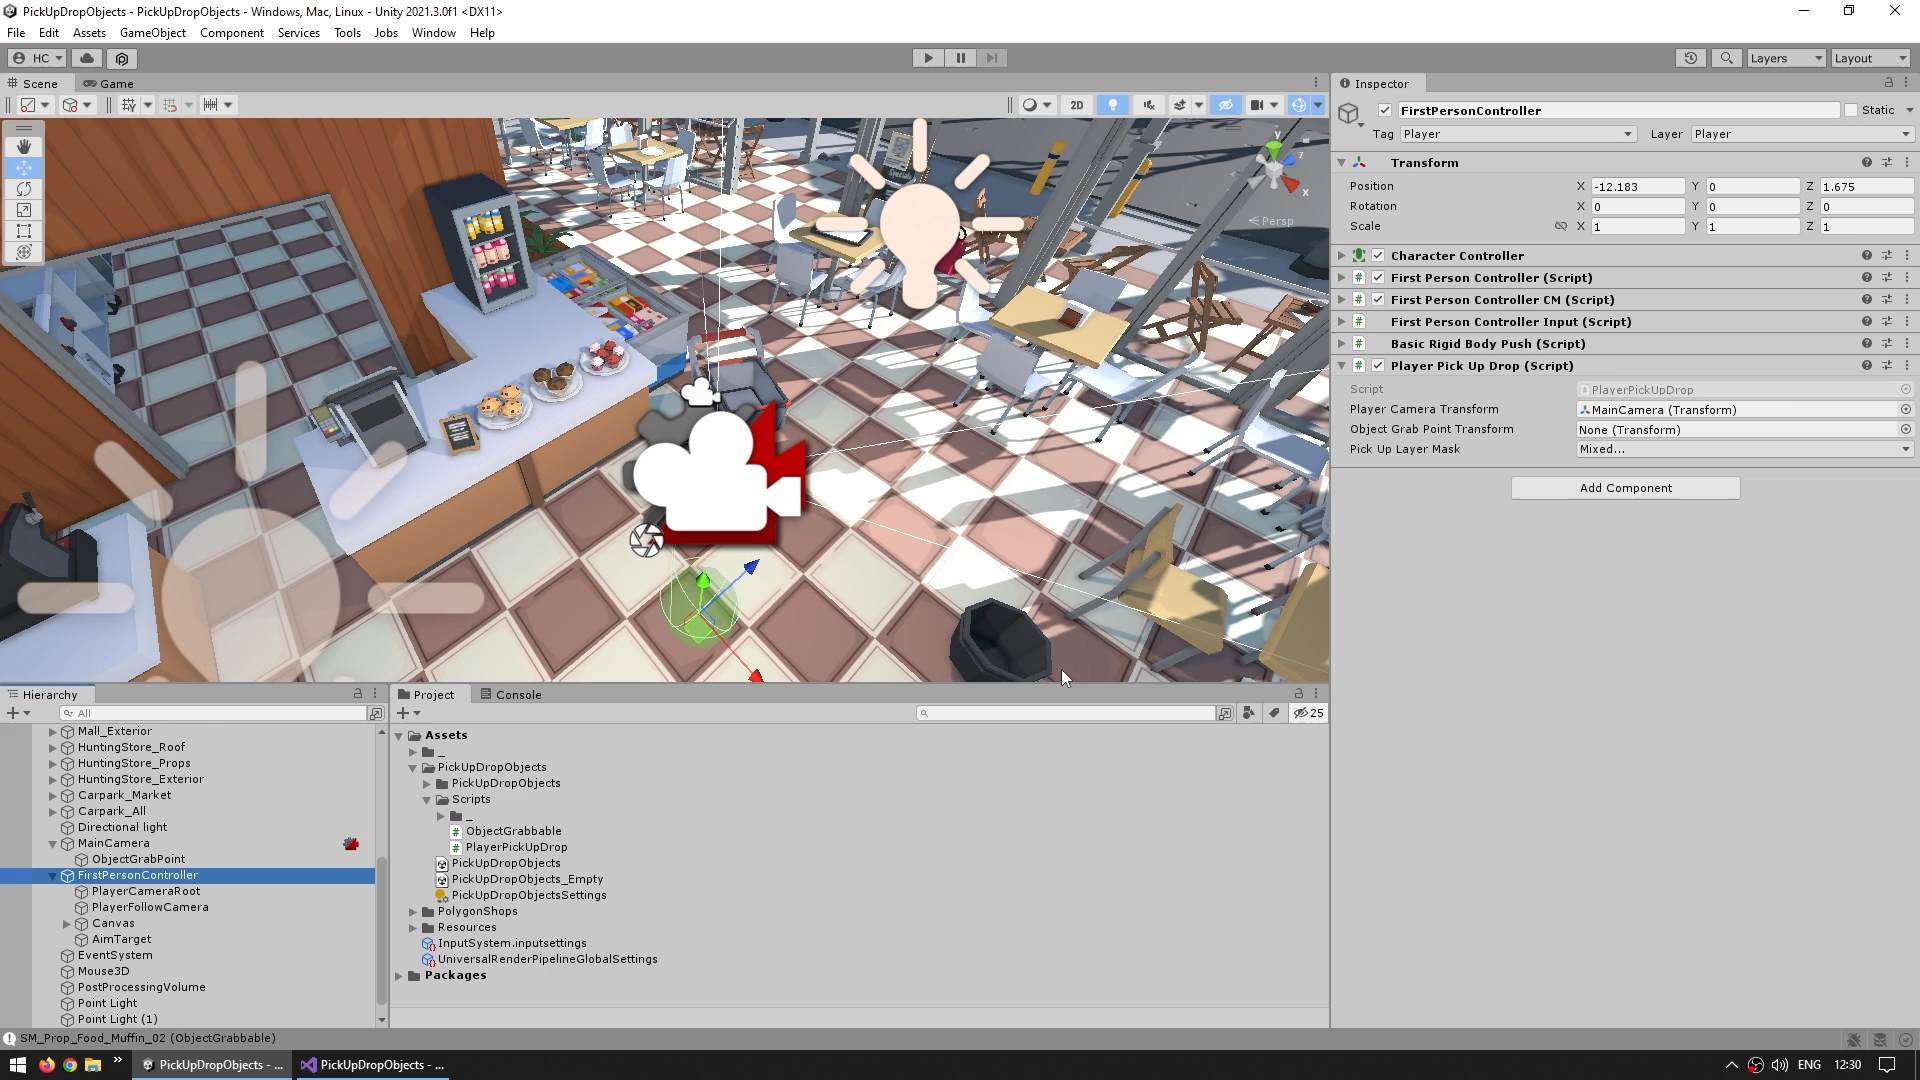 PickUpDropObjects - PickUpDropObjects - Windows, Mac, Linux - Unity 2021.3.0f1 <DX11>
File Edit Assets GameObject Component Services Tools Jobs Window Help
HC
Layers Layout
Scene Game
2D
Specials
y
z
x
Persp
Inspector
FirstPersonController Static
Tag Player Layer Player
Transform
Position X -12.183 Y 0 Z 1.675
Rotation X 0 Y 0 Z 0
Scale X 1 Y 1 Z 1
Character Controller
First Person Controller (Script)
First Person Controller CM (Script)
First Person Controller Input (Script)
Basic Rigid Body Push (Script)
Player Pick Up Drop (Script)
Script PlayerPickUpDrop
Player Camera Transform MainCamera (Transform)
Object Grab Point Transform None (Transform)
Pick Up Layer Mask Mixed...
Add Component
Hierarchy
All
Mall_Exterior
HuntingStore_Roof
HuntingStore_Props
HuntingStore_Exterior
Carpark_Market
Carpark_All
Directional light
MainCamera
ObjectGrabPoint
FirstPersonController
PlayerCameraRoot
PlayerFollowCamera
Canvas
AimTarget
EventSystem
Mouse3D
PostProcessingVolume
Point Light
Point Light (1)
Project Console
25
Assets
_
PickUpDropObjects
PickUpDropObjects
Scripts
_
ObjectGrabbable
PlayerPickUpDrop
PickUpDropObjects
PickUpDropObjects_Empty
PickUpDropObjectsSettings
PolygonShops
Resources
InputSystem.inputsettings
UniversalRenderPipelineGlobalSettings
Packages
SM_Prop_Food_Muffin_02 (ObjectGrabbable)
PickUpDropObjects - ... PickUpDropObjects - ... ENG 12:30